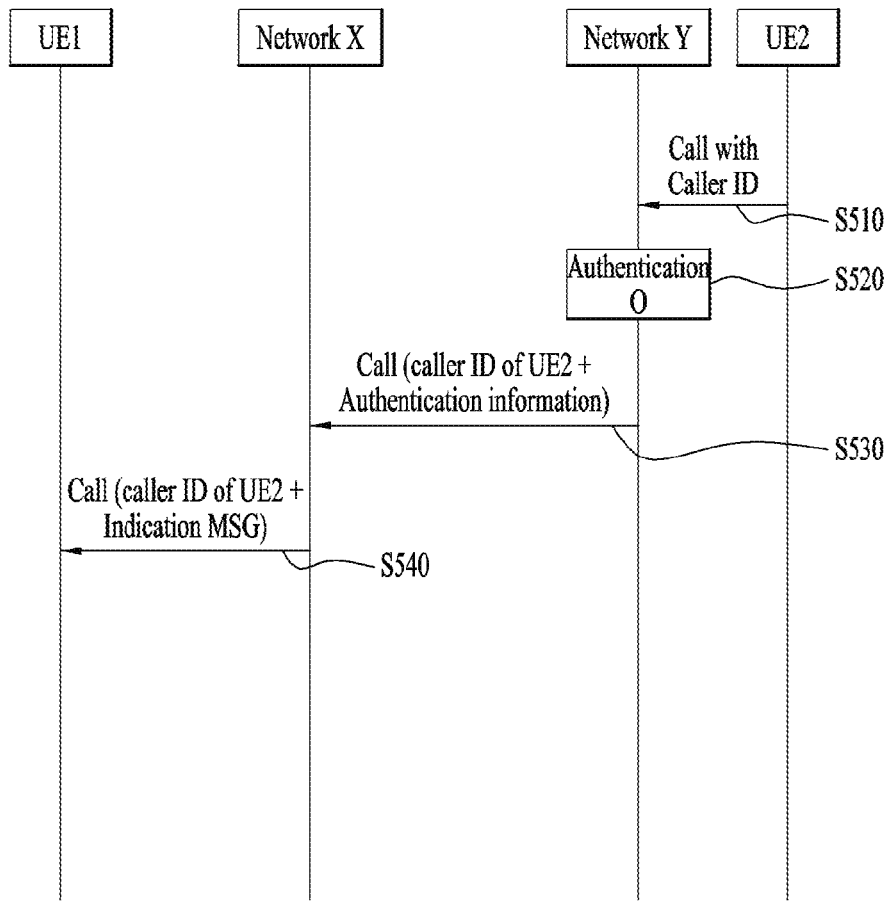 UE1
Network X
Network Y
UE2
Call with
Caller ID
S510
Authentication
O
S520
Call (caller ID of UE2 +
Authentication information)
S530
Call (caller ID of UE2 +
Indication MSG)
S540